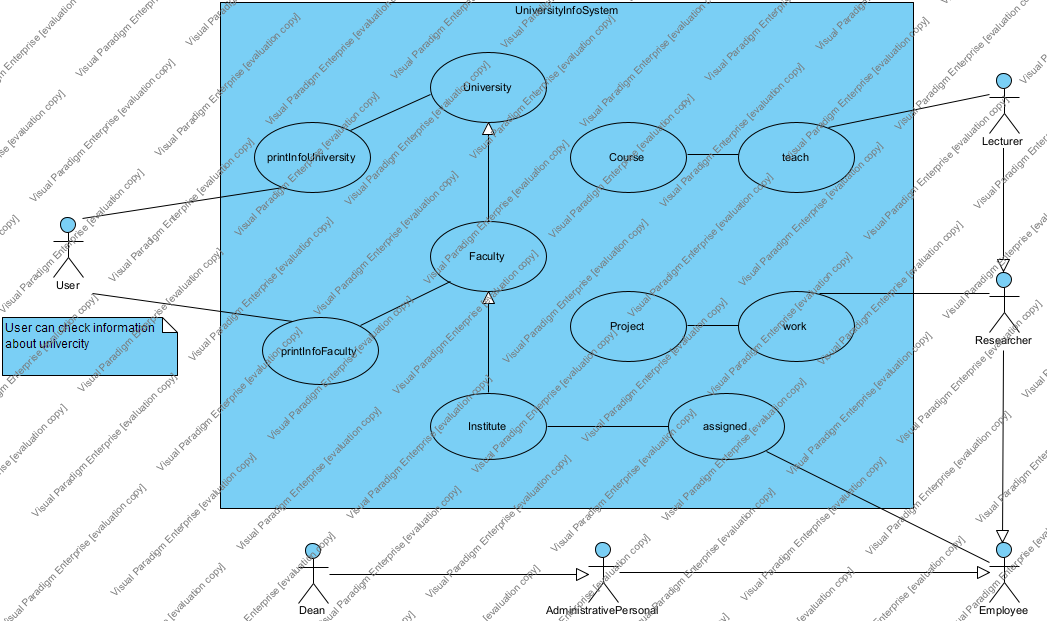 UniversityInfoSystem
University
printInfoUniversity
Course
teach
Lecturer
User
Faculty
User can check information
about univercity
printInfoFaculty
Project
work
Researcher
Institute
assigned
Dean
AdministrativePersonal
Employee
Visual Paradigm Enterprise [evaluation copy]